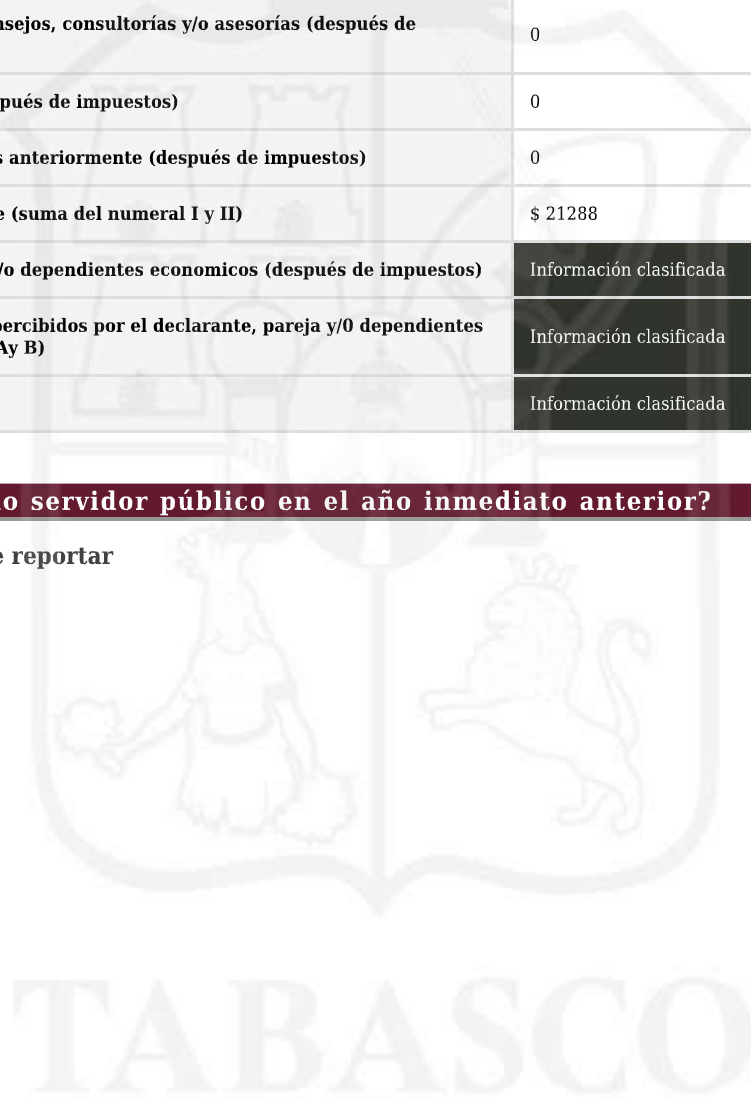 nsejos, consultorías y/o asesorías (después de
0
pués de impuestos)
0
s anteriormente (después de impuestos)
0
e (suma del numeral I y II)
$ 21288
/o dependientes economicos (después de impuestos)
Información clasificada
percibidos por el declarante, pareja y/0 dependientes
Ay B)
Información clasificada
Información clasificada
o servidor público en el año inmediato anterior?
e reportar
TABASCO